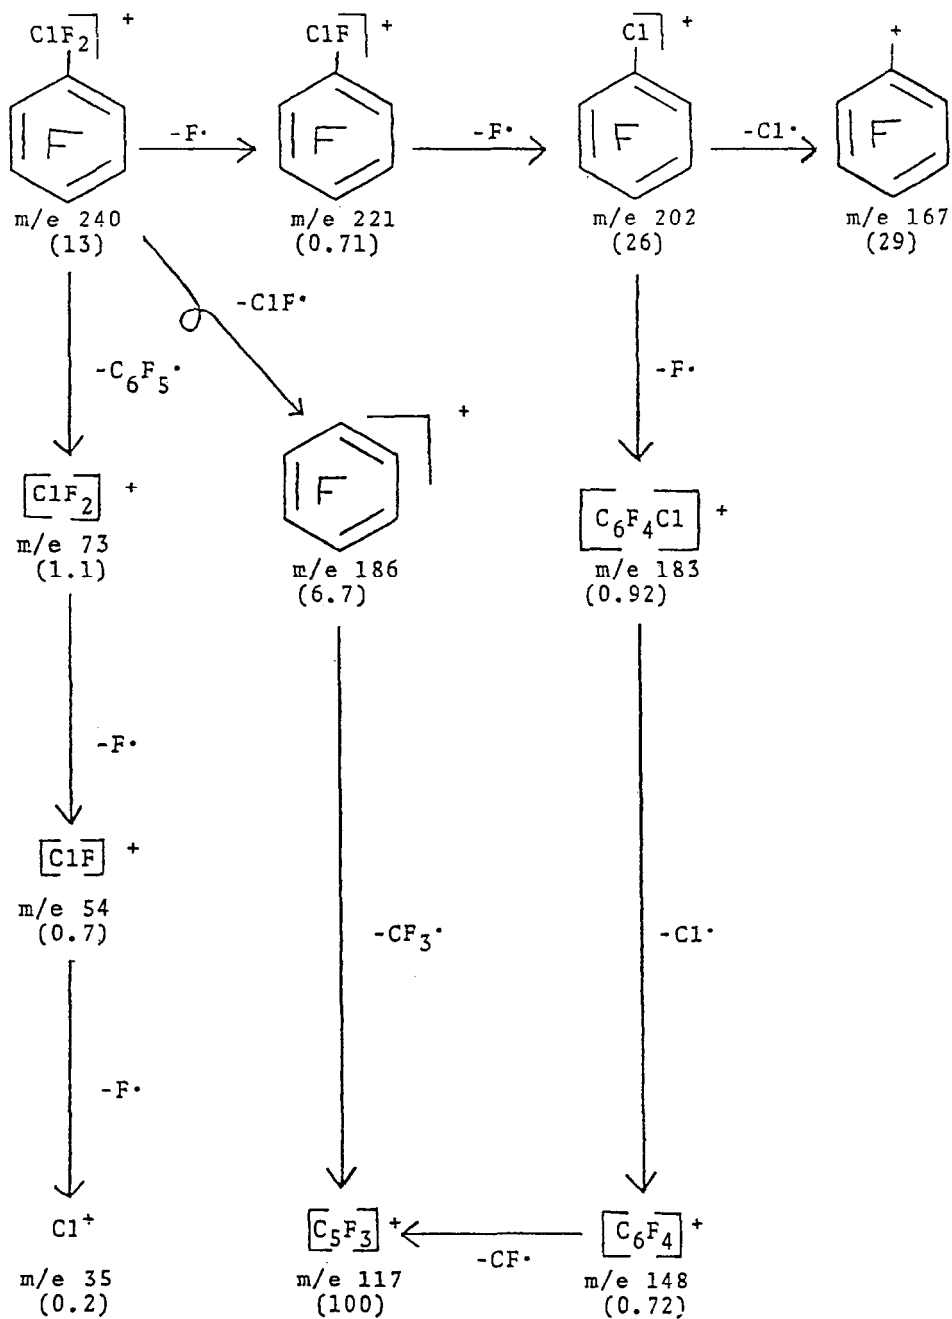 ClF₂ +
ClF +
Cl +
+
F
F
F
F
-F·
-F·
-Cl·
m/e 240
(13)
m/e 221
(0.71)
m/e 202
(26)
m/e 167
(29)
-ClF·
-C₆F₅·
-F·
[ClF₂] +
m/e 73
(1.1)
F +
m/e 186
(6.7)
[C₆F₄Cl] +
m/e 183
(0.92)
-F·
[ClF] +
m/e 54
(0.7)
-CF₃·
-Cl·
-F·
Cl⁺
m/e 35
(0.2)
[C₅F₃]⁺
m/e 117
(100)
-CF·
[C₆F₄]⁺
m/e 148
(0.72)